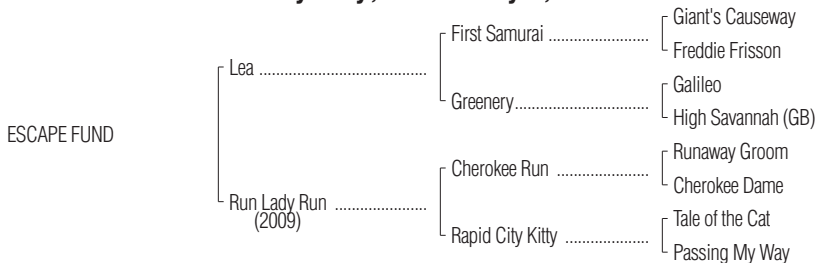 Giant's Causeway
First Samurai ........................
Freddie Frisson
Lea ........................................
Galileo
Greenery................................
High Savannah (GB)
ESCAPE FUND
Runaway Groom
Cherokee Run ......................
Cherokee Dame
Run Lady Run ......................
(2009)
Tale of the Cat
Rapid City Kitty ....................
Passing My Way